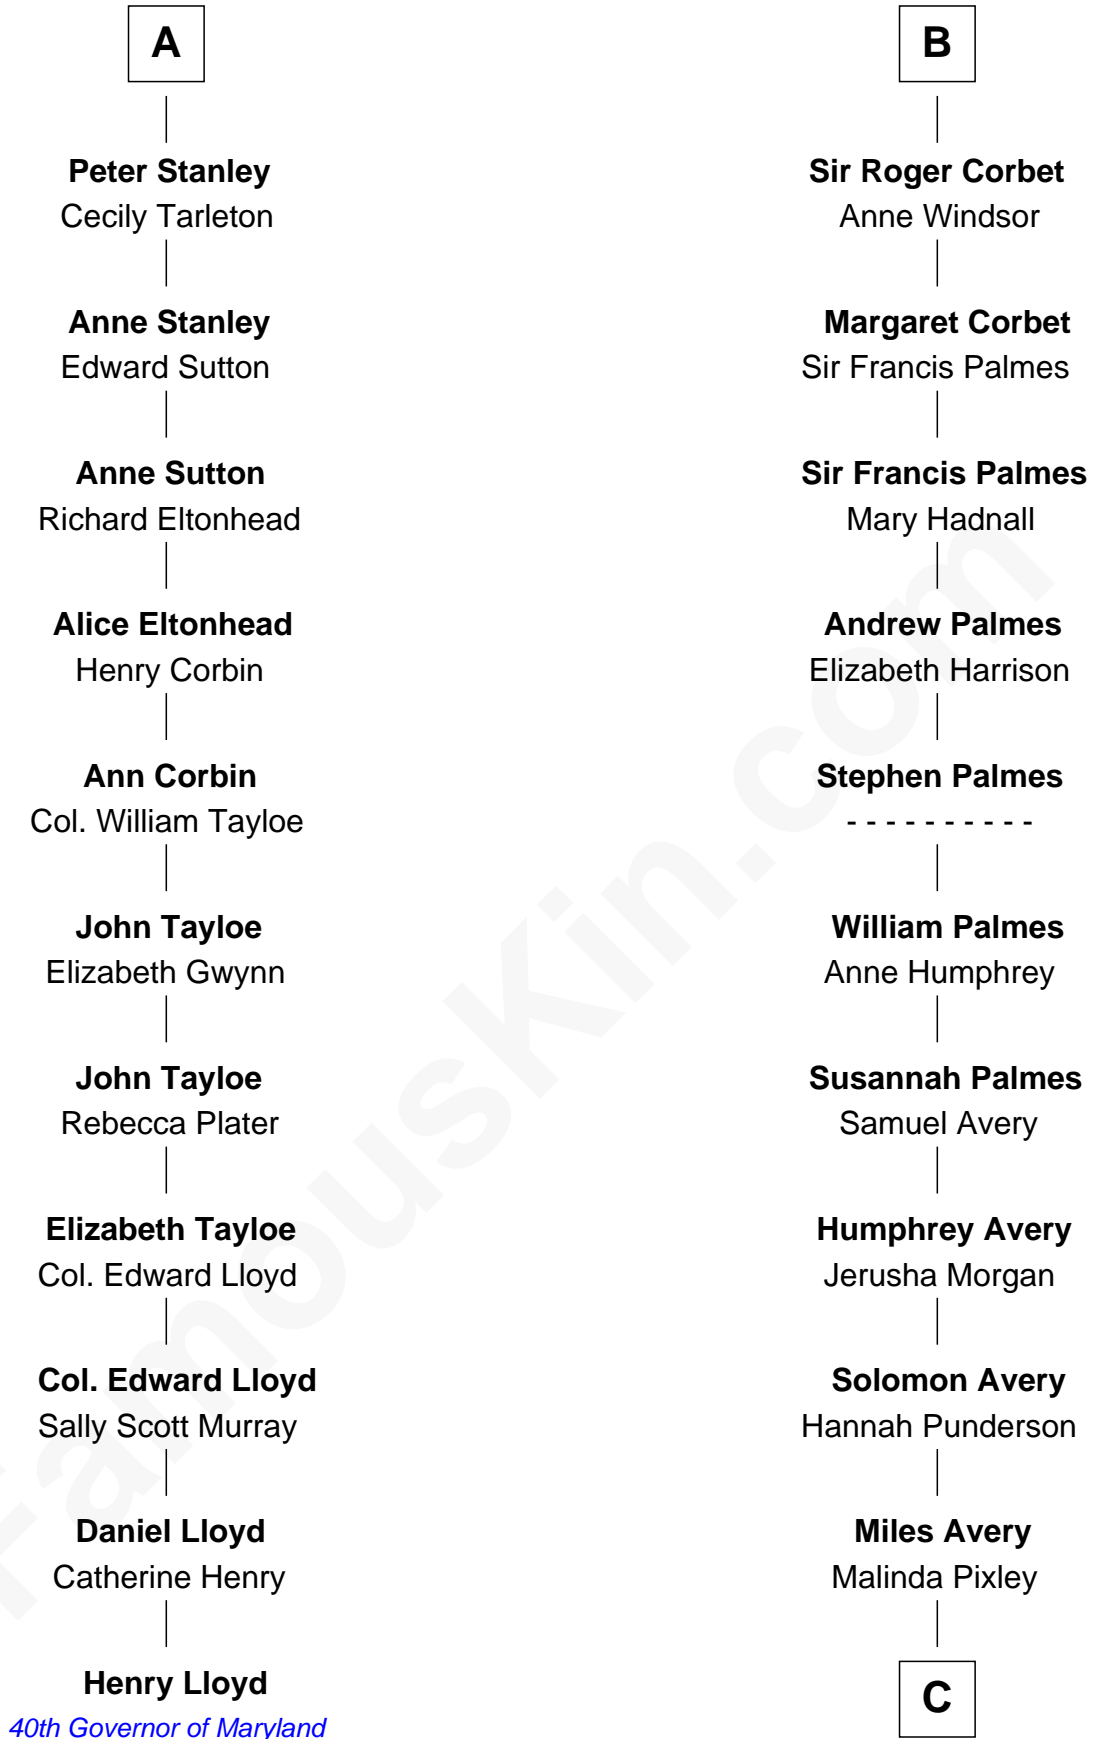 A
Peter Stanley
Cecily Tarleton
Anne Stanley
Edward Sutton
Anne Sutton
Richard Eltonhead
Alice Eltonhead
Henry Corbin
Ann Corbin
Col. William Tayloe
John Tayloe
Elizabeth Gwynn
John Tayloe
Rebecca Plater
Elizabeth Tayloe
Col. Edward Lloyd
Col. Edward Lloyd
Sally Scott Murray
Daniel Lloyd
Catherine Henry
Henry Lloyd
40th Governor of Maryland
B
Sir Roger Corbet
Anne Windsor
Margaret Corbet
Sir Francis Palmes
Sir Francis Palmes
Mary Hadnall
Andrew Palmes
Elizabeth Harrison
Stephen Palmes
- - - - - - - - - -
William Palmes
Anne Humphrey
Susannah Palmes
Samuel Avery
Humphrey Avery
Jerusha Morgan
Solomon Avery
Hannah Punderson
Miles Avery
Malinda Pixley
C
FamousKin.com